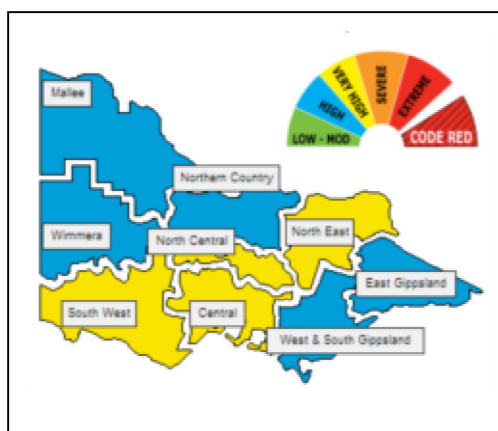 Mallee
LOW - MOD
HIGH
VERY HIGH
SEVERE
EXTREME
CODE RED
Northern Country
Wimmera
North Central
North East
East Gippsland
South West
Central
West & South Gippsland